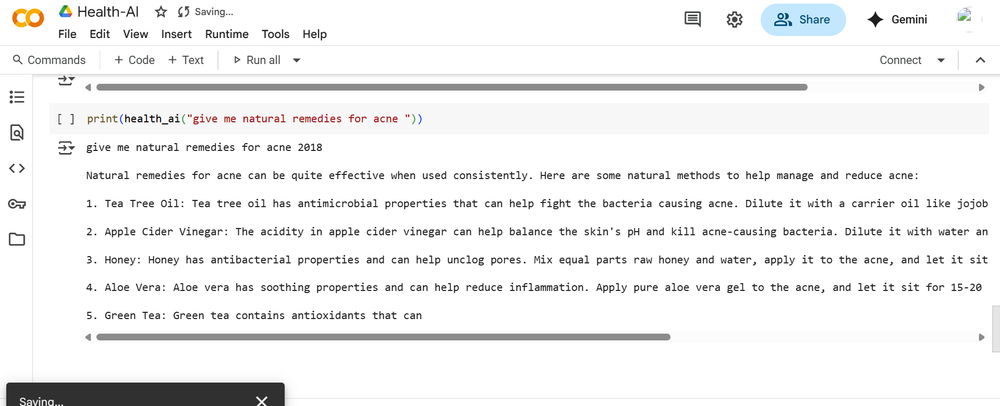 Health-AI Saving...
File Edit View Insert Runtime Tools Help
Share Gemini
Commands + Code + Text Run all Connect
[ ] print(health_ai("give me natural remedies for acne "))
give me natural remedies for acne 2018
Natural remedies for acne can be quite effective when used consistently. Here are some natural methods to help manage and reduce acne:
1. Tea Tree Oil: Tea tree oil has antimicrobial properties that can help fight the bacteria causing acne. Dilute it with a carrier oil like jojob
2. Apple Cider Vinegar: The acidity in apple cider vinegar can help balance the skin's pH and kill acne-causing bacteria. Dilute it with water an
3. Honey: Honey has antibacterial properties and can help unclog pores. Mix equal parts raw honey and water, apply it to the acne, and let it sit
4. Aloe Vera: Aloe vera has soothing properties and can help reduce inflammation. Apply pure aloe vera gel to the acne, and let it sit for 15-20
5. Green Tea: Green tea contains antioxidants that can
Saving...